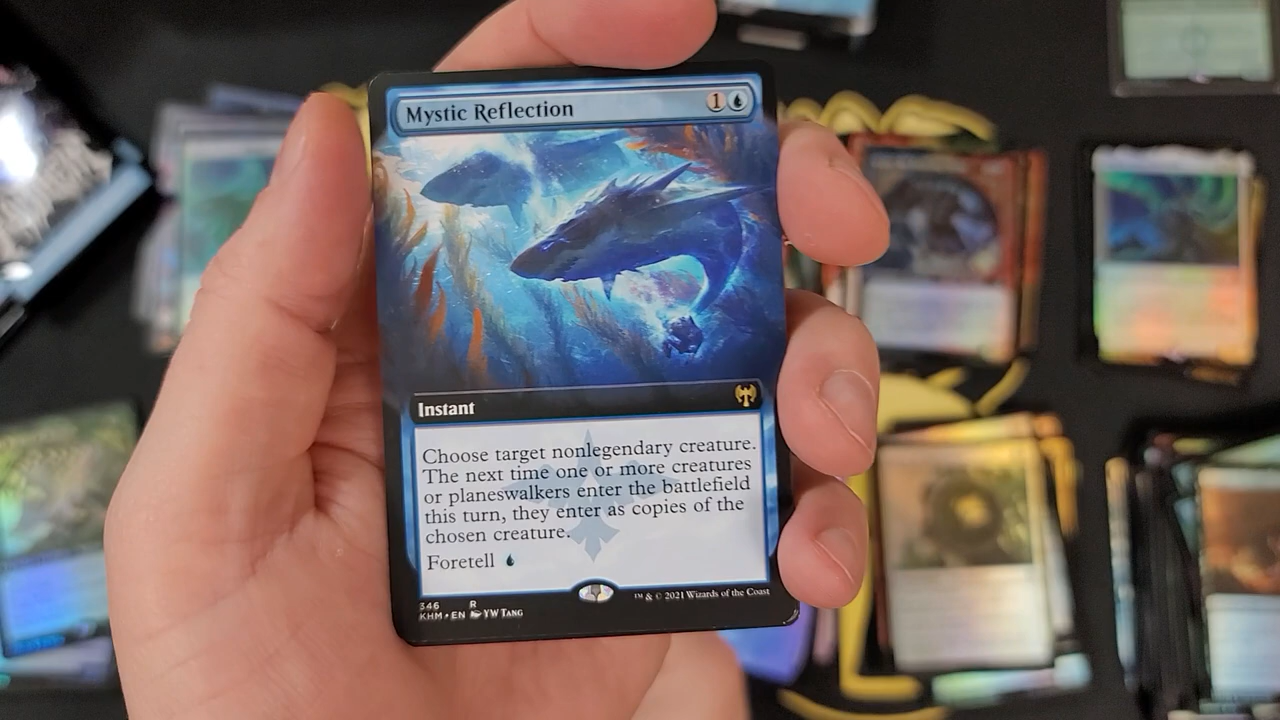 Mystic Reflection 1
Instant
Choose target nonlegendary creature.
The next time one or more creatures
or planeswalkers enter the battlefield
this turn, they enter as copies of the
chosen creature.
Foretell
346 R
KHM • EN YW Tang
™ & © 2021 Wizards of the Coast